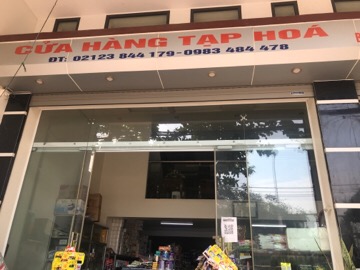 CỬA HÀNG TẠP HOÁ
ĐT: 02123 844 179-0983 484 478